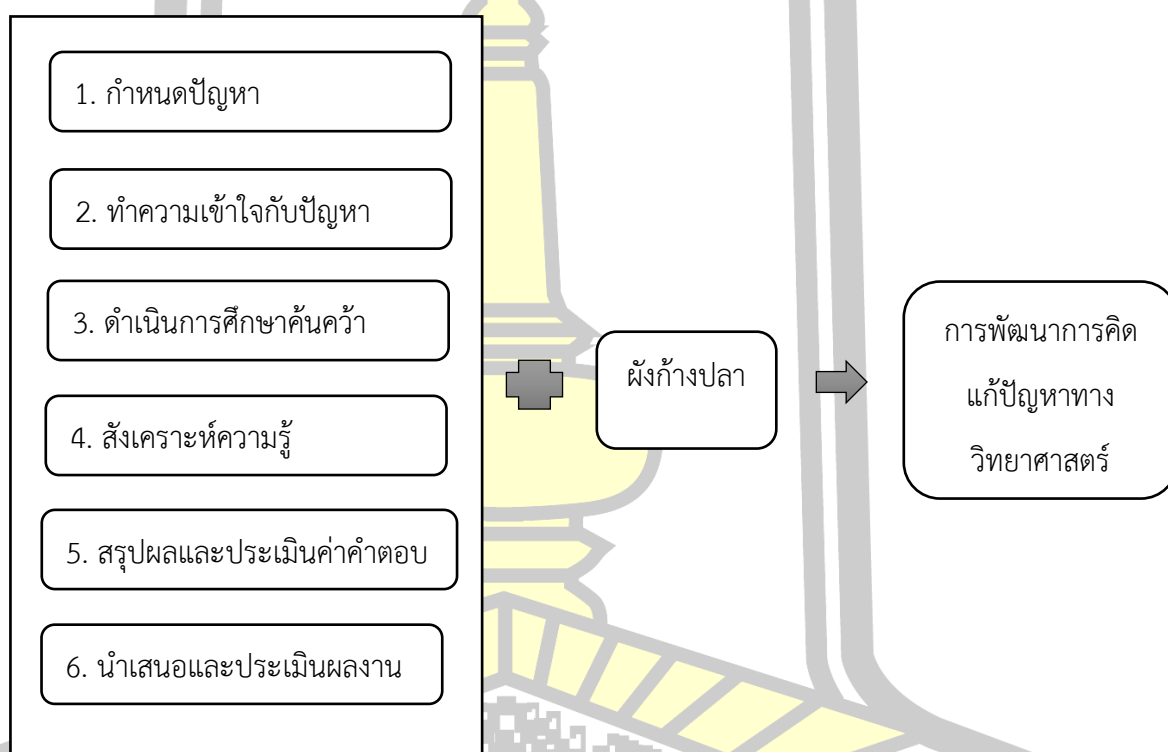 1. กำหนดปัญหา
2. ทำความเข้าใจกับปัญหา
3. ดำเนินการศึกษาค้นคว้า
4. สังเคราะห์ความรู้
5. สรุปผลและประเมินค่าคำตอบ
6. นำเสนอและประเมินผลงาน
ผังก้างปลา
การพัฒนาการคิด
แก้ปัญหาทาง
วิทยาศาสตร์